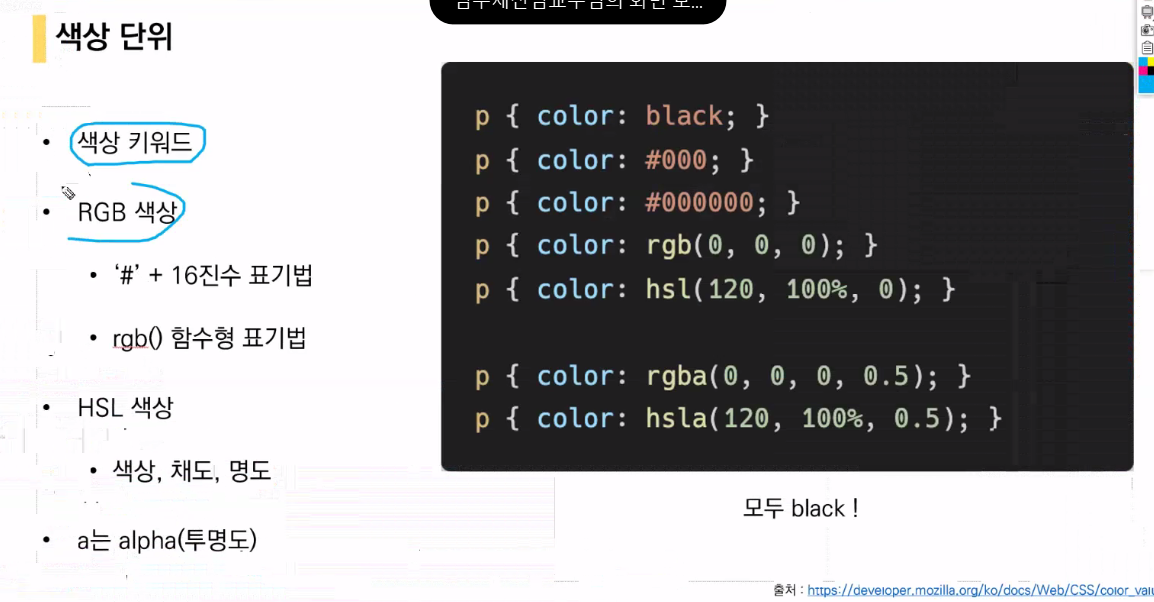 색상 단위
• 색상 키워드
• RGB 색상
• ‘#’ + 16진수 표기법
• rgb() 함수형 표기법
• HSL 색상
• 색상, 채도, 명도
• a는 alpha(투명도)
p { color: black; }
p { color: #000; }
p { color: #000000; }
p { color: rgb(0, 0, 0); }
p { color: hsl(120, 100%, 0); }
p { color: rgba(0, 0, 0, 0.5); }
p { color: hsla(120, 100%, 0.5); }
모두 black !
출처 : https://developer.mozilla.org/ko/docs/Web/CSS/color_valu